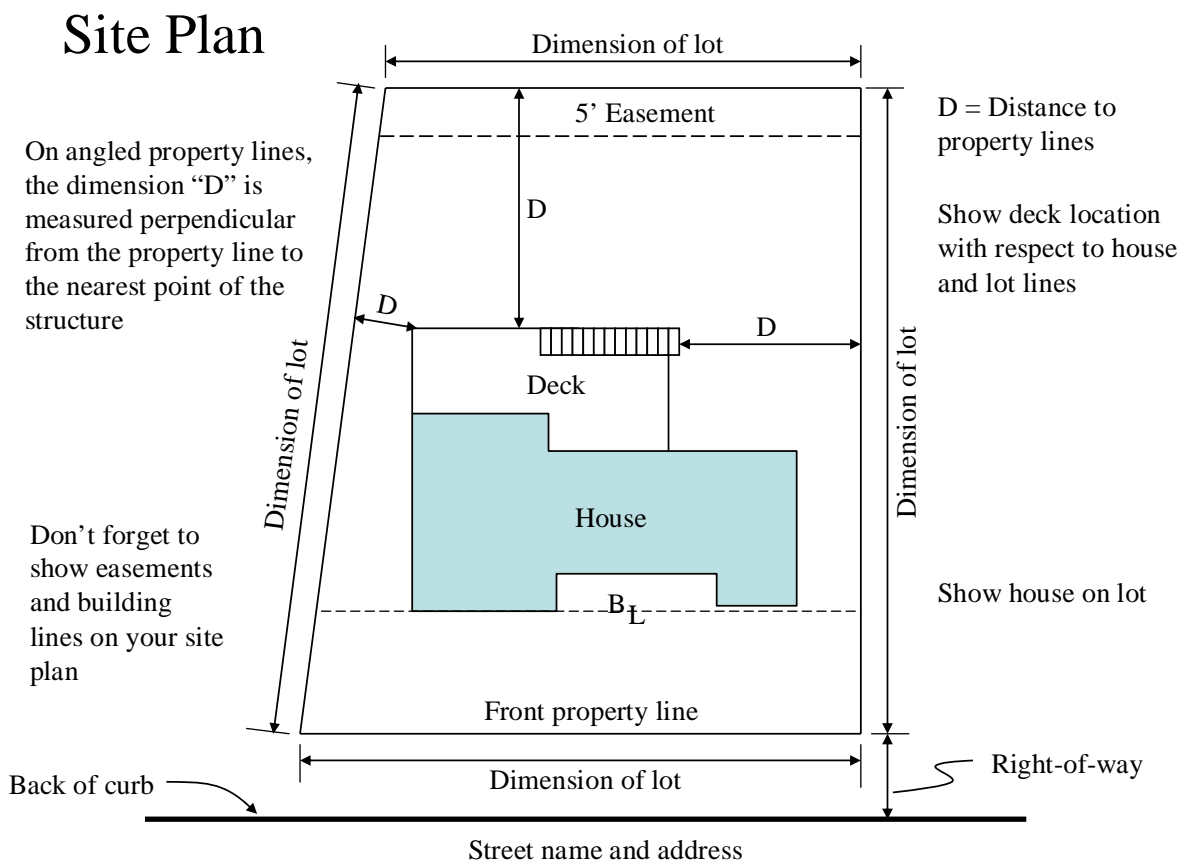 Site Plan
Dimension of lot
5’ Easement
D = Distance to
property lines
On angled property lines,
the dimension “D” is
measured perpendicular
from the property line to
the nearest point of the
structure
D
Show deck location
with respect to house
and lot lines
D
D
Dimension of lot
Dimension of lot
Deck
House
Don’t forget to
show easements
and building
lines on your site
plan
BL
Show house on lot
Front property line
Dimension of lot
Right-of-way
Back of curb
Street name and address